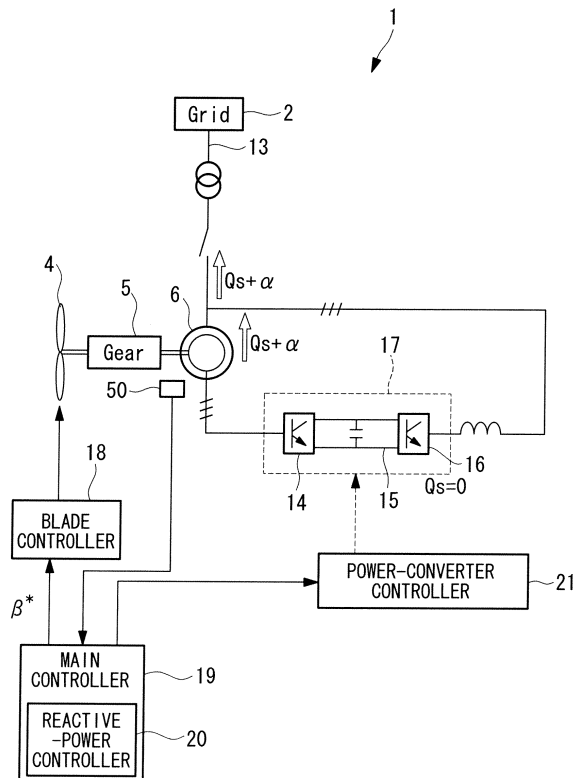 1
Grid
2
13
4
5
6
Qs+α
Gear
Qs+α
17
50
18
14
15
16
Qs=0
BLADE
CONTROLLER
POWER-CONVERTER
CONTROLLER
21
β*
MAIN
CONTROLLER
19
REACTIVE
-POWER
CONTROLLER
20